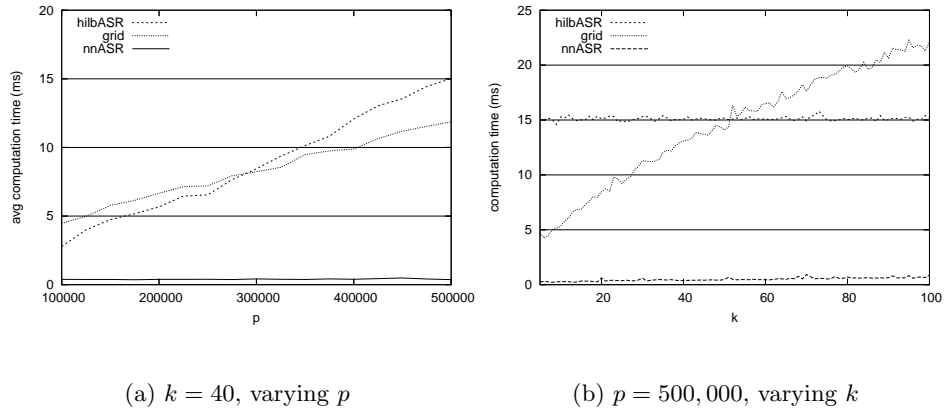 hilbASR
grid
nnASR
20
15
10
5
0
avg computation time (ms)
100000 200000 300000 400000 500000
p
(a) k = 40, varying p
hilbASR
grid
nnASR
25
20
15
10
5
0
computation time (ms)
20 40 60 80 100
k
(b) p = 500, 000, varying k